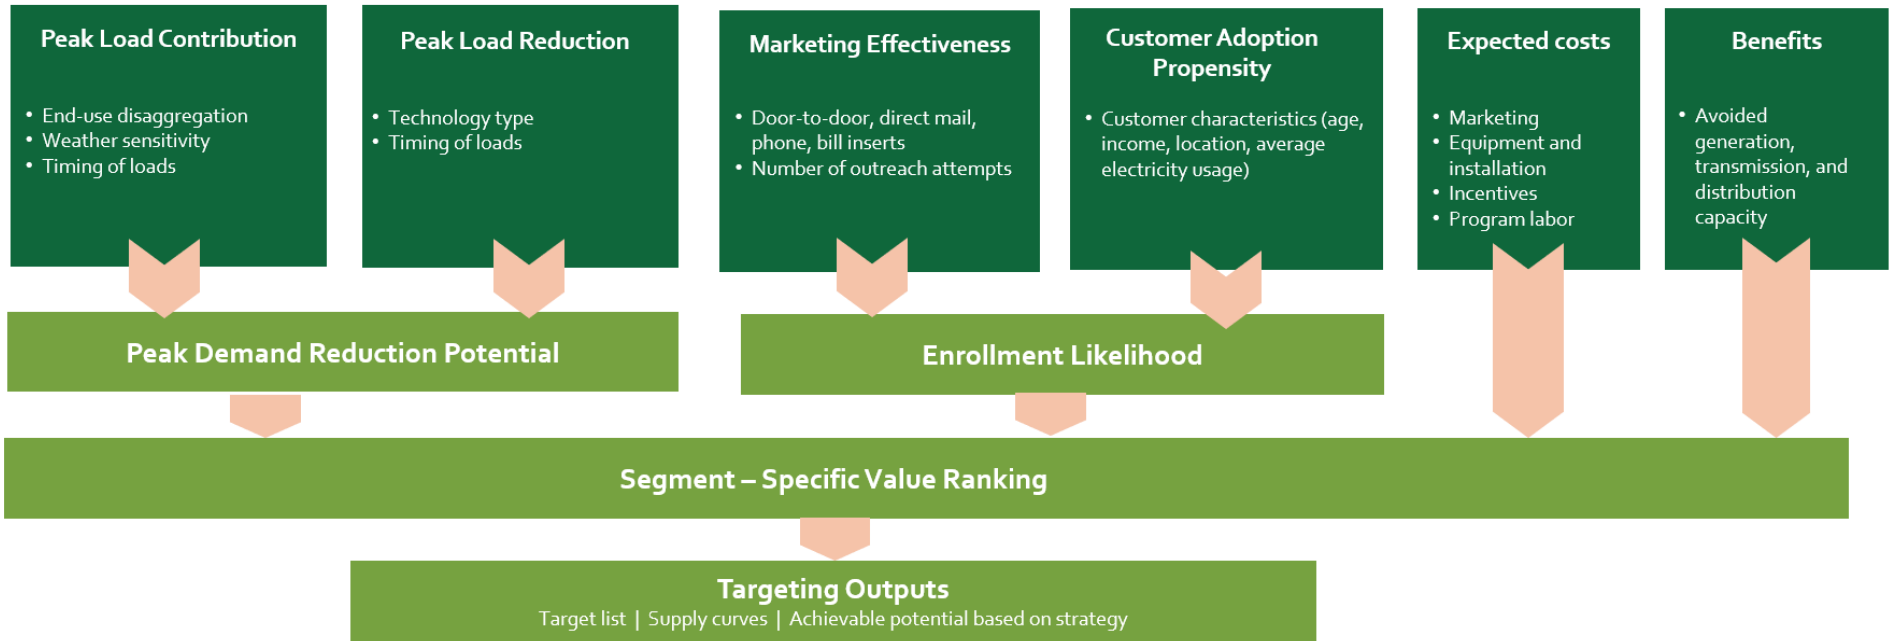 Peak Load Contribution
• End-use disaggregation
• Weather sensitivity
• Timing of loads
Peak Load Reduction
• Technology type
• Timing of loads
Marketing Effectiveness
• Door-to-door, direct mail,
phone, bill inserts
• Number of outreach attempts
Customer Adoption
Propensity
• Customer characteristics (age,
income, location, average
electricity usage)
Expected costs
• Marketing
• Equipment and
installation
• Incentives
• Program labor
Benefits
• Avoided
generation,
transmission, and
distribution
capacity
Peak Demand Reduction Potential
Enrollment Likelihood
Segment – Specific Value Ranking
Targeting Outputs
Target list | Supply curves | Achievable potential based on strategy